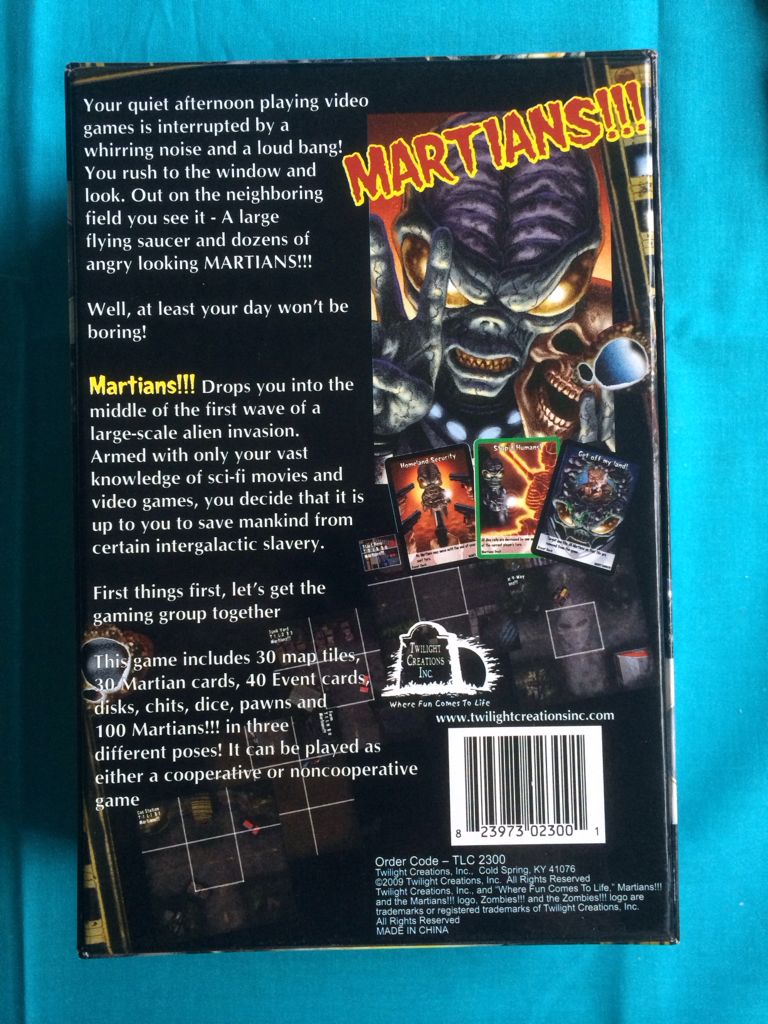 Your quiet afternoon playing video
games is interrupted by a
whirring noise and a loud bang!
You rush to the window and
look. Out on the neighboring
field you see it - A large
flying saucer and dozens of
angry looking MARTIANS!!!
Well, at least your day won't be
boring!
Martians!!! Drops you into the
middle of the first wave of a
large-scale alien invasion.
Armed with only your vast
knowledge of sci-fi movies and
video games, you decide that it is
up to you to save mankind from
certain intergalactic slavery.
First things first, let's get the
gaming group together
This game includes 30 map tiles,
30 Martian cards, 40 Event cards,
disks, chits, dice, pawns and
100 Martians!!! in three
different poses! It can be played as
either a cooperative or noncooperative
game
MARTIANS!!!
Homeland Security
Stupid Humans
Get off my land!
TWILIGHT
CREATIONS
INC.
Where Fun Comes To Life
www.twilightcreationsinc.com
8 23973 02300 1
Order Code – TLC 2300
Twilight Creations, Inc., Cold Spring, KY 41076
©2009 Twilight Creations, Inc. All Rights Reserved
Twilight Creations, Inc., and "Where Fun Comes To Life," Martians!!!
and the Martians!!! logo, Zombies!!! and the Zombies!!! logo are
trademarks or registered trademarks of Twilight Creations, Inc.
All Rights Reserved
MADE IN CHINA